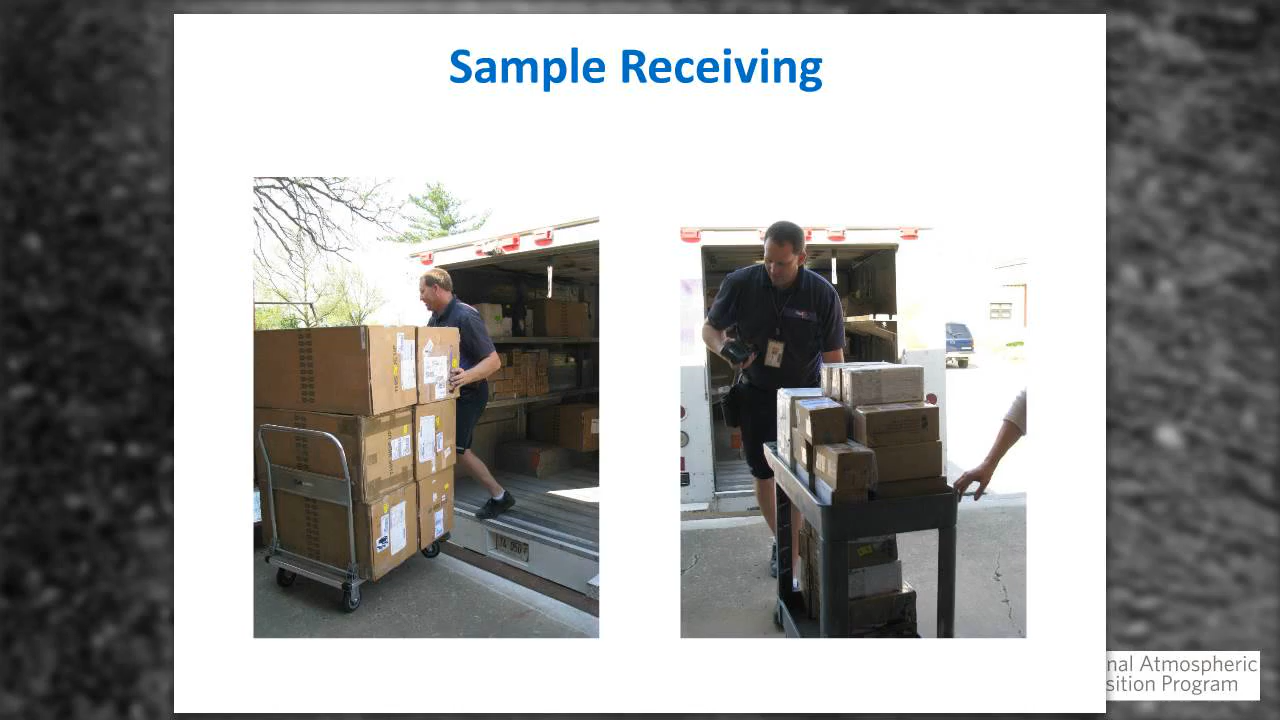 Sample Receiving
nal Atmospheric
sition Program